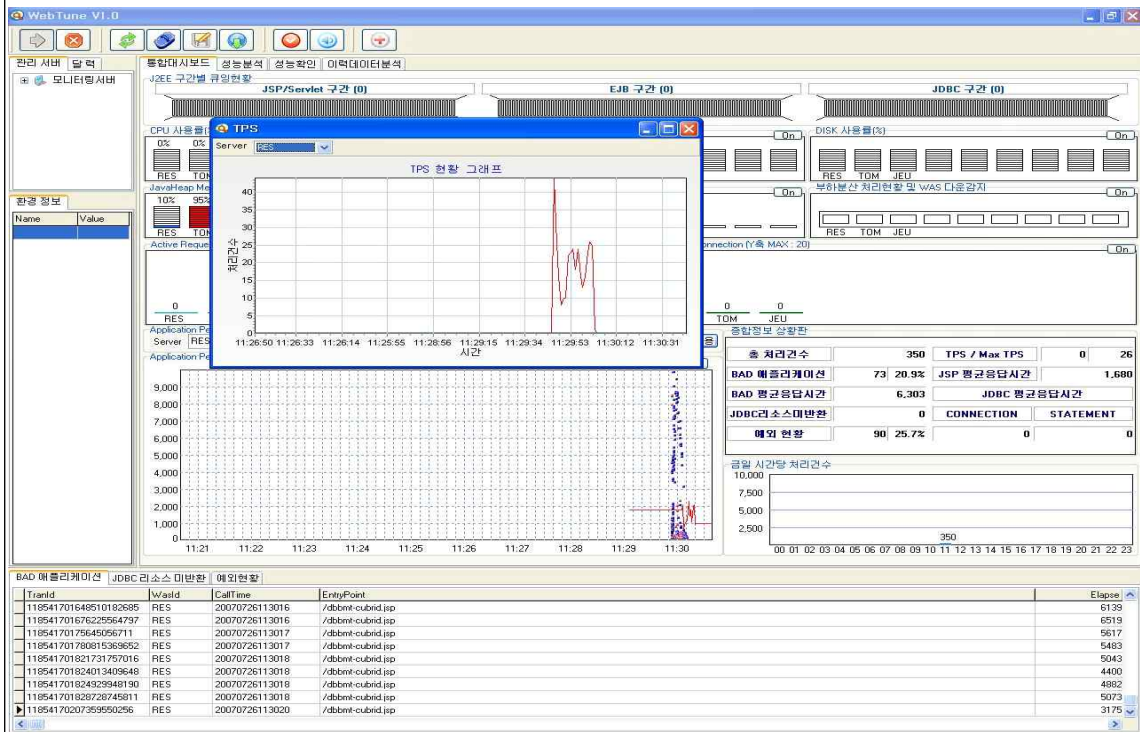 WebTune V1.0
관리 서버 달력
모니터링서버
환경 정보
Name Value
통합대시보드 성능분석 성능확인 이력데이터분석
J2EE 구간별 큐잉현황
JSP/Servlet 구간 (0) EJB 구간 (0) JDBC 구간 (0)
CPU 사용률(
0% 0%
RES TOM
On
DISK 사용률(%)
On
RES TOM JEU
JavaHeap Me
10% 95%
RES TOM
On
부하분산 처리현황 및 WAS 다운감지
RES TOM JEU
Active Reque
0
RES
nnection (Y축 MAX : 20)
On
0 0
TOM JEU
TPS
Server RES
TPS 현황 그래프
처리건수
40
35
30
25
20
15
10
5
0
11:26:50 11:26:33 11:26:14 11:25:55 11:28:56 11:29:15 11:29:34 11:29:53 11:30:12 11:30:31
시간
Application Pe
Server RES
용
Application Pe
9,000
8,000
7,000
6,000
5,000
4,000
3,000
2,000
1,000
0
11:21 11:22 11:23 11:24 11:25 11:26 11:27 11:28 11:29 11:30
종합정보 상황판
총 처리건수 350 TPS / Max TPS 0 26
BAD 애플리케이션 73 20.9% JSP 평균응답시간 1,680
BAD 평균응답시간 6,303 JDBC 평균응답시간
JDBC리소스미반환 0 CONNECTION STATEMENT
예외 현황 90 25.7% 0 0
금일 시간당 처리건수
10,000
7,500
5,000
2,500
350
00 01 02 03 04 05 06 07 08 09 10 11 12 13 14 15 16 17 18 19 20 21 22 23
BAD 애플리케이션 JDBC 리소스 미반환 예외현황
TranId WasId CallTime EntryPoint Elapse
118541701648510182685 RES 20070726113016 /dbbmt-cubrid.jsp 6139
118541701676225564797 RES 20070726113016 /dbbmt-cubrid.jsp 6519
11854170175645056711 RES 20070726113017 /dbbmt-cubrid.jsp 5617
118541701780815369652 RES 20070726113017 /dbbmt-cubrid.jsp 5483
118541701821731757016 RES 20070726113018 /dbbmt-cubrid.jsp 5043
118541701824013409648 RES 20070726113018 /dbbmt-cubrid.jsp 4400
118541701824929948190 RES 20070726113018 /dbbmt-cubrid.jsp 4882
118541701828728745811 RES 20070726113018 /dbbmt-cubrid.jsp 5073
11854170207359550256 RES 20070726113020 /dbbmt-cubrid.jsp 3175